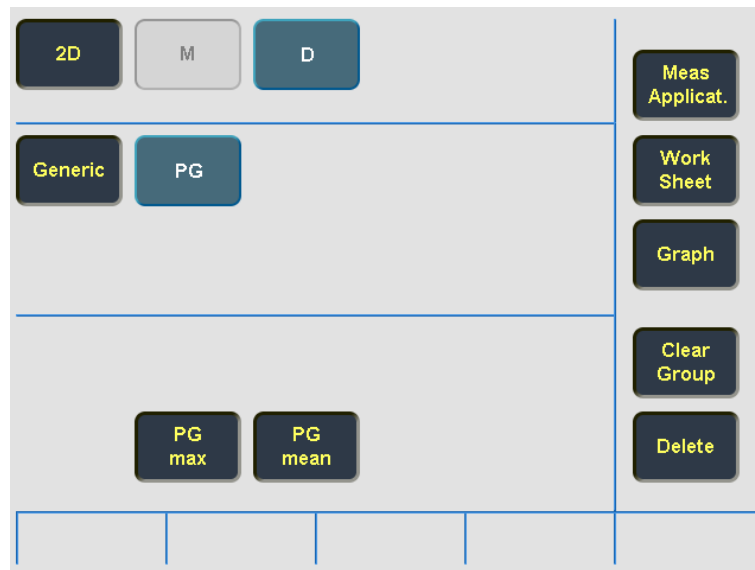 2D
M
D
Generic
PG
PG
max
PG
mean
Meas
Applicat.
Work
Sheet
Graph
Clear
Group
Delete